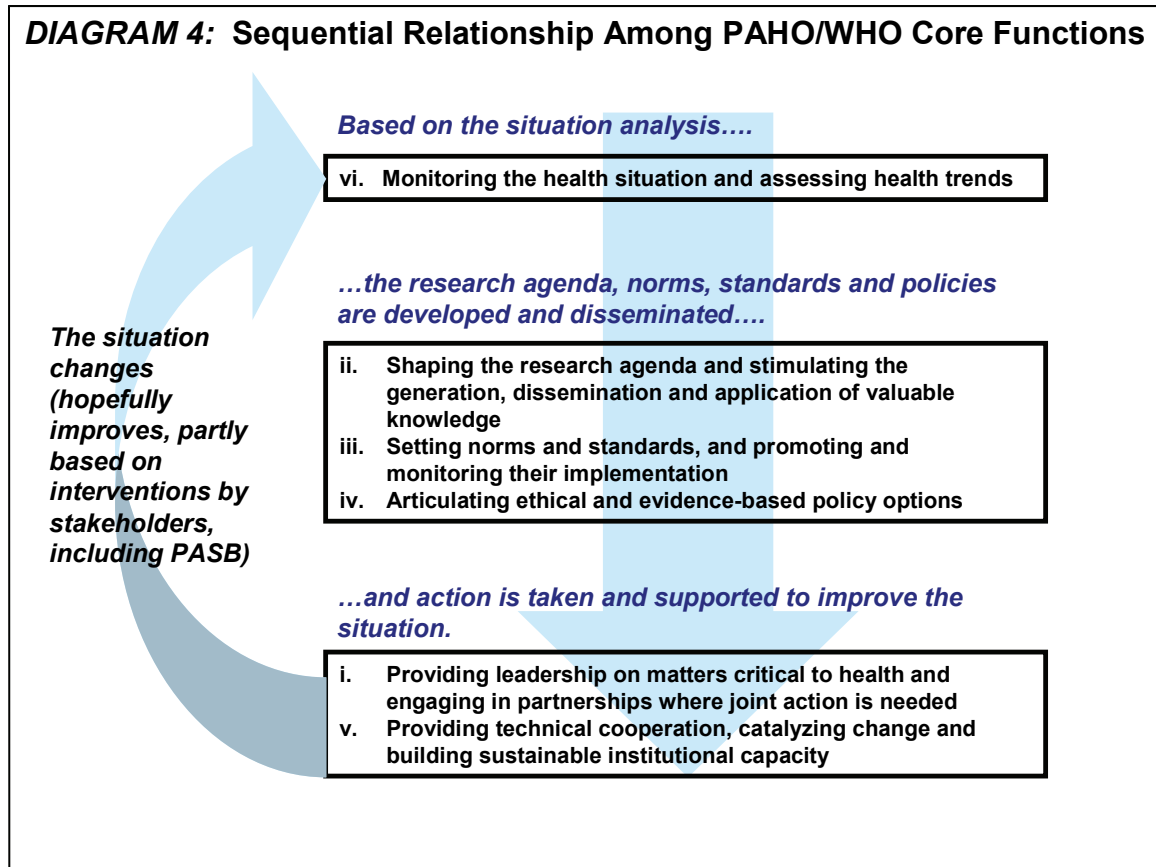 DIAGRAM 4: Sequential Relationship Among PAHO/WHO Core Functions
Based on the situation analysis….
vi. Monitoring the health situation and assessing health trends
…the research agenda, norms, standards and policies
are developed and disseminated….
ii. Shaping the research agenda and stimulating the
generation, dissemination and application of valuable
knowledge
iii. Setting norms and standards, and promoting and
monitoring their implementation
iv. Articulating ethical and evidence-based policy options
…and action is taken and supported to improve the
situation.
i. Providing leadership on matters critical to health and
engaging in partnerships where joint action is needed
v. Providing technical cooperation, catalyzing change and
building sustainable institutional capacity
The situation
changes
(hopefully
improves, partly
based on
interventions by
stakeholders,
including PASB)